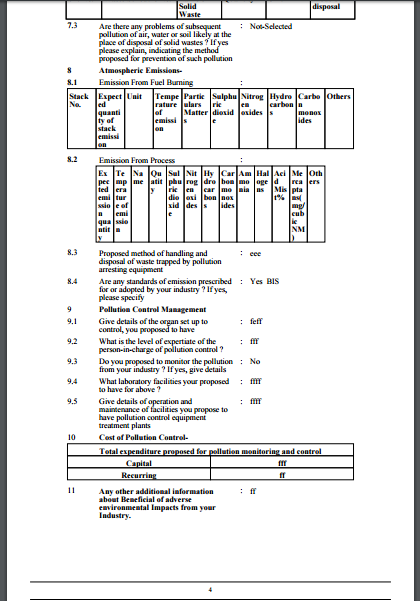 Solid
Waste
disposal
7.3 Are there any problems of subsequent : Not-Selected
pollution of air, water or soil likely at the
place of disposal of solid wastes ? If yes
please explain, indicating the method
proposed for prevention of such pollution
8 Atmospheric Emissions-
8.1 Emission From Fuel Burning :
Stack Expect Unit Tempe Partic Sulphu Nitrog Hydro Carbo Others
No. ed rature ulars r en carbon n
quanti of Matter dioxid oxides s monox
ty of emissi s e ides
stack on
emissi
on
8.2 Emission From Process :
Ex Te Na Qu Sul Nit Hy Car Am Hal Aci Me Oth
pec mp me atit phu rog dro bon mo oge d rca ers
ted era y ric en car mo nia ns Mis pta
emi tur dio oxi bon nox t% ns(
ssio e of xid des s ides mg/
n emi e cub
qua ssio ic
ntit n NM
y )
8.3 Proposed method of handling and : eee
disposal of waste trapped by pollution
arresting equipment
8.4 Are any standards of emission prescribed : Yes BIS
for or adopted by your industry ? If yes,
please specify
9 Pollution Control Management
9.1 Give details of the organ set up to : feff
control, you proposed to have
9.2 What is the level of expertiate of the : fff
person-in-charge of pollution control ?
9.3 Do you proposed to monitor the pollution : No
from your industry ? If yes, give details
9.4 What laboratory facilities your proposed : ffff
to have for above ?
9.5 Give details of operation and : ffff
maintenance of facilities you propose to
have pollution control equipment
treatment plants
10 Cost of Pollution Control-
Total expenditure proposed for pollution monitoring and control
Capital fff
Recurring ff
11 Any other additional information : ff
about Beneficial of adverse
environmental Impacts from your
Industry.
4